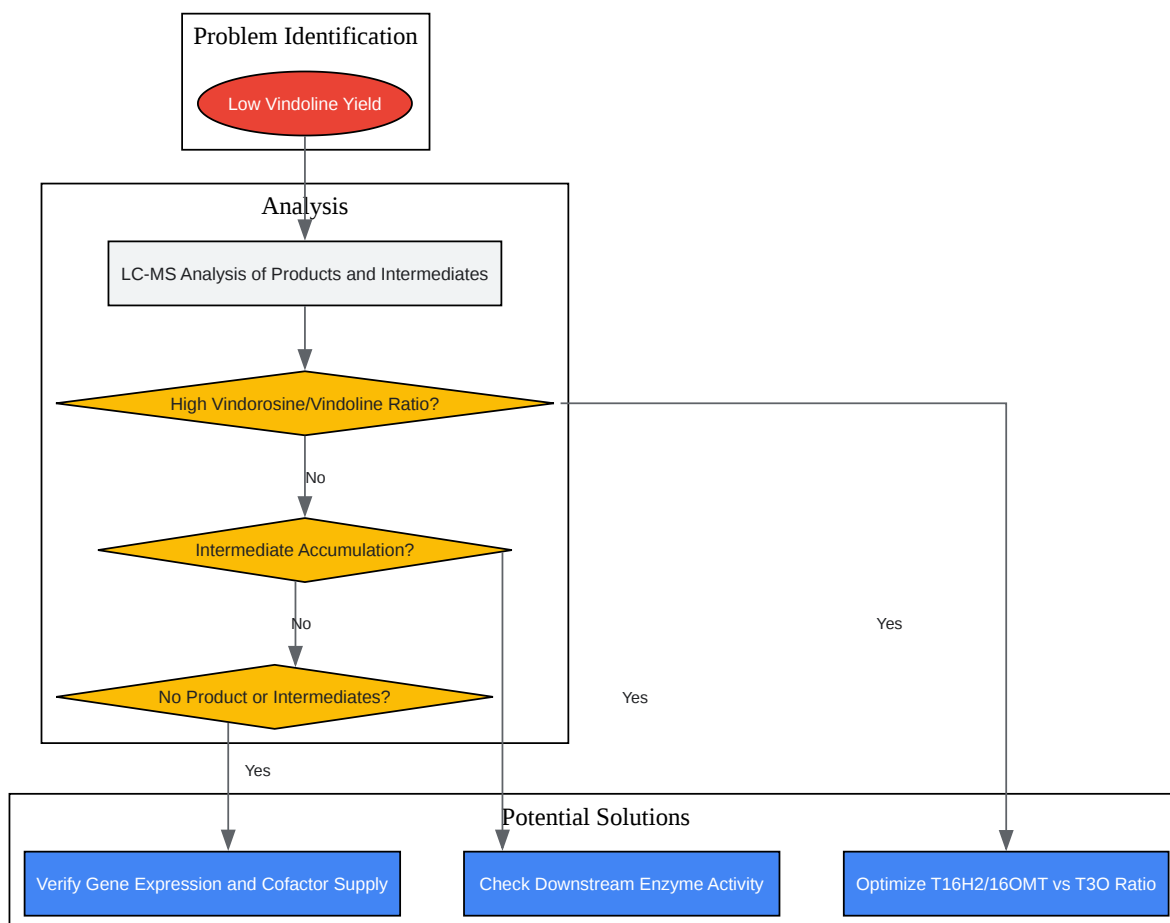 Problem Identification
Low Vindoline Yield
Analysis
LC-MS Analysis of Products and Intermediates
High Vindorosine/Vindoline Ratio?
No
Intermediate Accumulation?
No
Yes
No Product or Intermediates?
Yes
Yes
Potential Solutions
Verify Gene Expression and Cofactor Supply
Check Downstream Enzyme Activity
Optimize T16H2/16OMT vs T3O Ratio